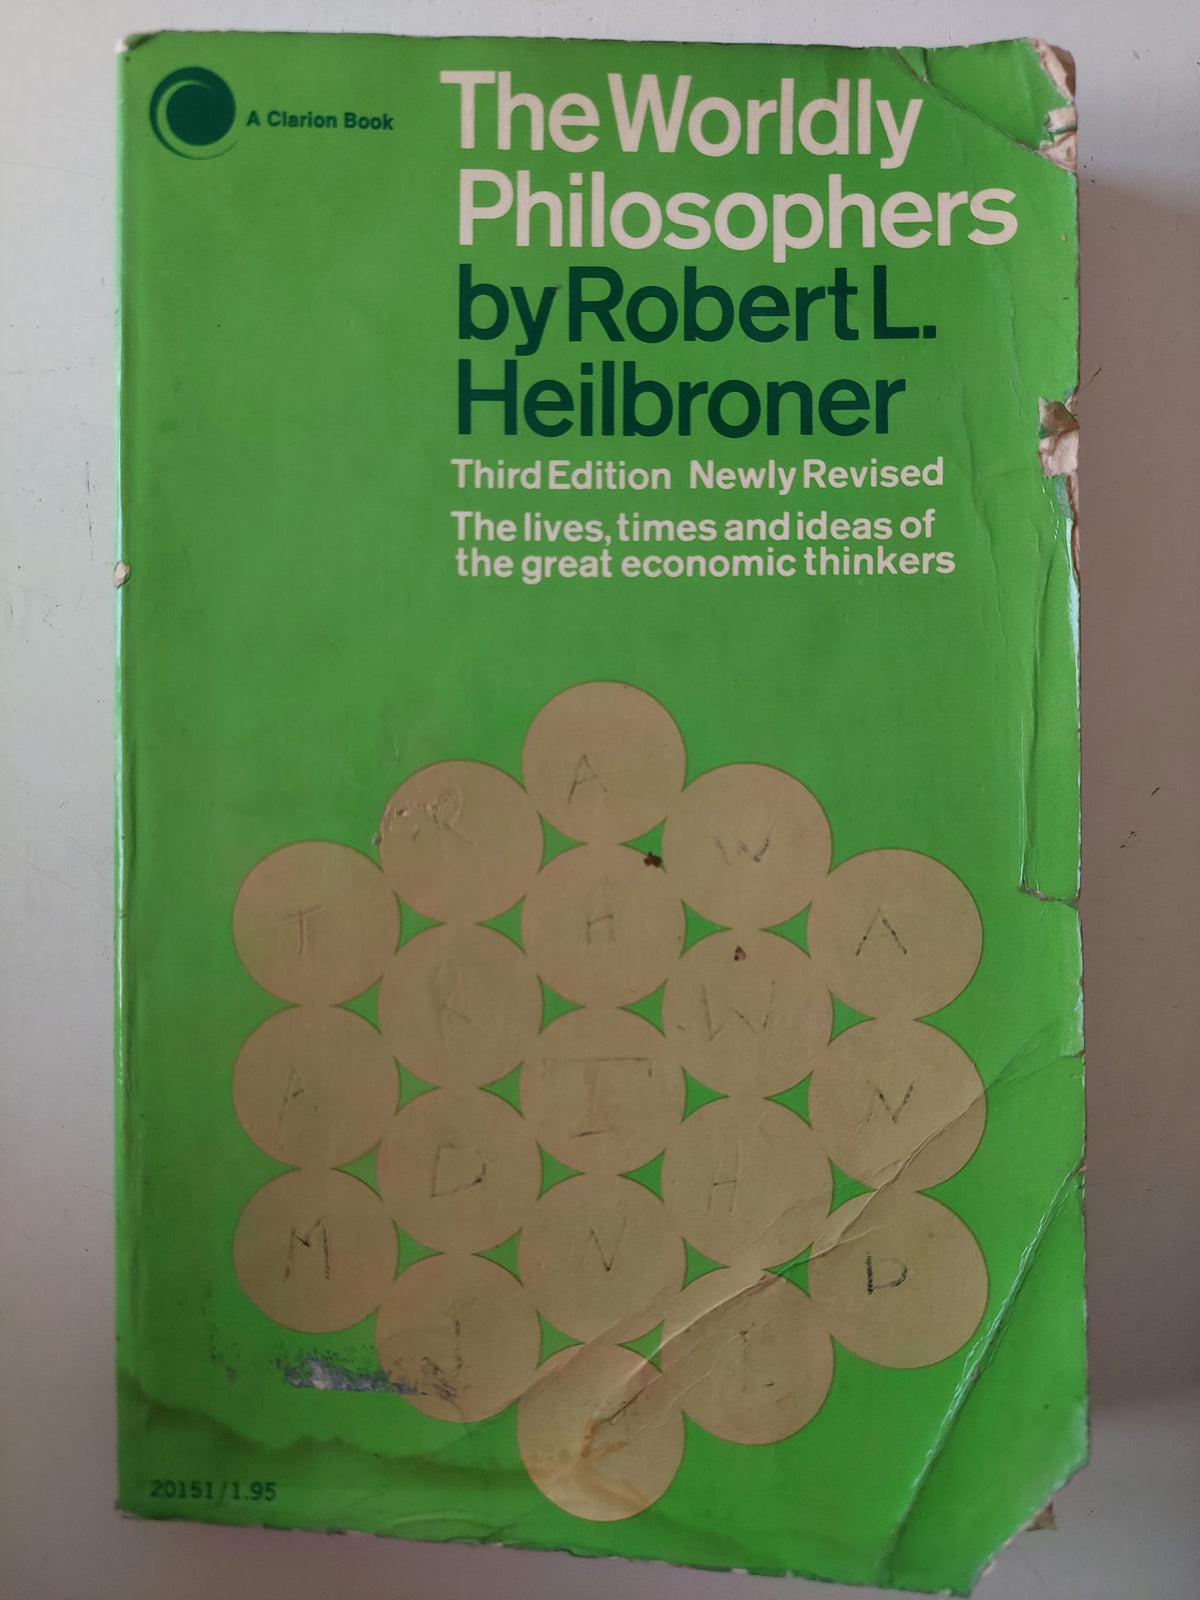 A Clarion Book
The Worldly
Philosophers
by Robert L.
Heilbroner
Third Edition Newly Revised
The lives, times and ideas of
the great economic thinkers
A
R W
T H A
R W
A T N
D H
M N D
J L
20151/1.95